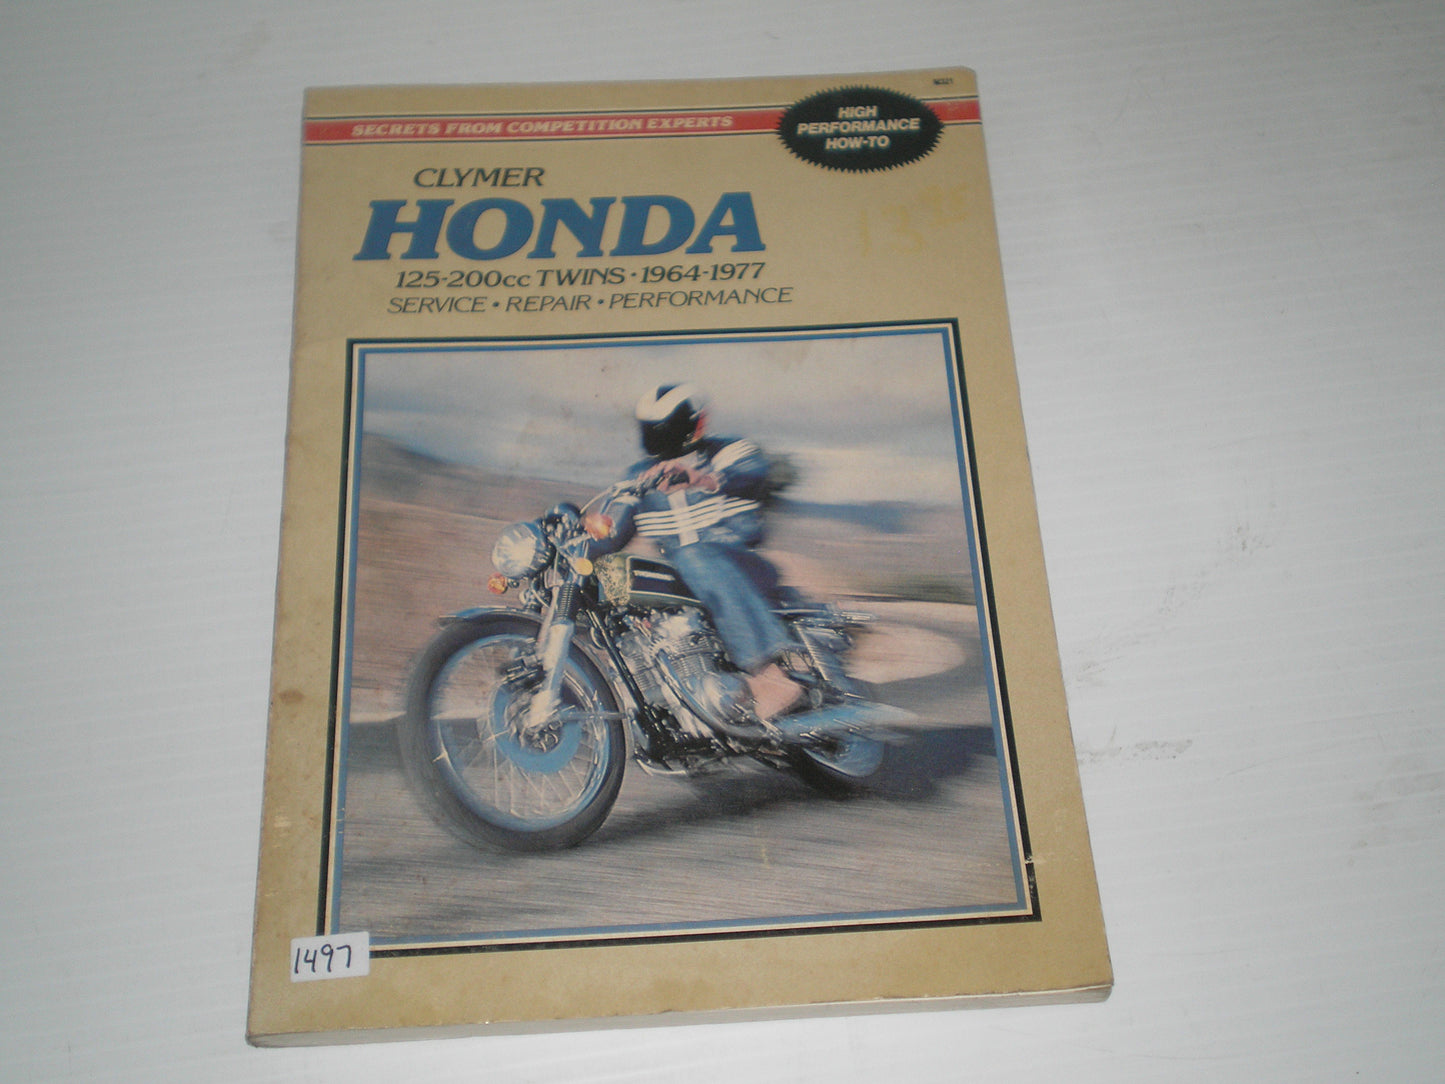 M321
SECRETS FROM COMPETITION EXPERTS
HIGH
PERFORMANCE
HOW-TO
CLYMER
HONDA
125-200cc TWINS • 1964-1977
SERVICE • REPAIR • PERFORMANCE
1497